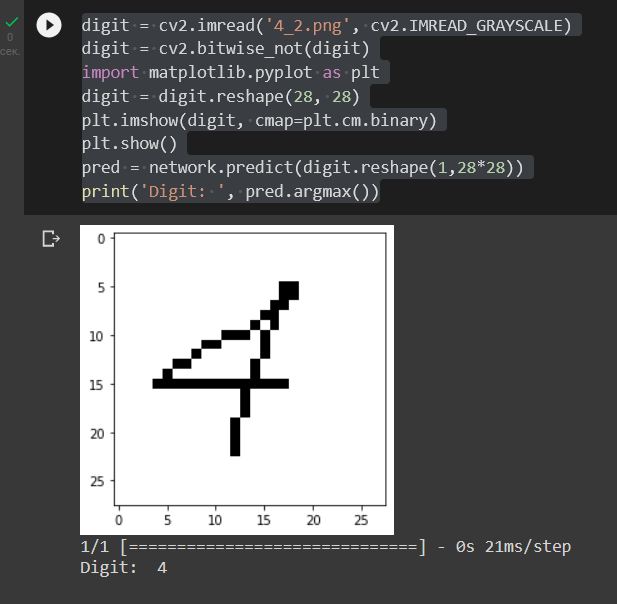 digit = cv2.imread('4_2.png', cv2.IMREAD_GRAYSCALE)
digit = cv2.bitwise_not(digit)
import matplotlib.pyplot as plt
digit = digit.reshape(28, 28)
plt.imshow(digit, cmap=plt.cm.binary)
plt.show()
pred = network.predict(digit.reshape(1,28*28))
print('Digit: ', pred.argmax())
0
сек.
0
5
10
15
20
25
0 5 10 15 20 25
1/1 [==============================] - 0s 21ms/step
Digit:  4